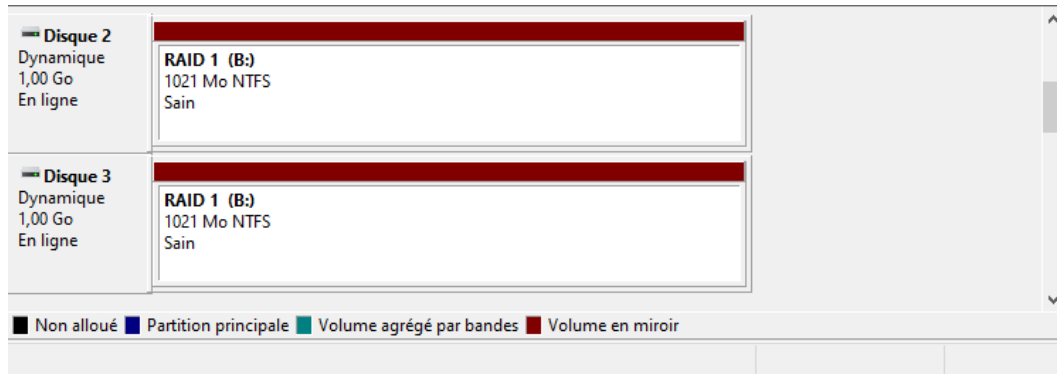 Disque 2
Dynamique
1,00 Go
En ligne
RAID 1 (B:)
1021 Mo NTFS
Sain
Disque 3
Dynamique
1,00 Go
En ligne
RAID 1 (B:)
1021 Mo NTFS
Sain
Non alloué Partition principale Volume agrégé par bandes Volume en miroir